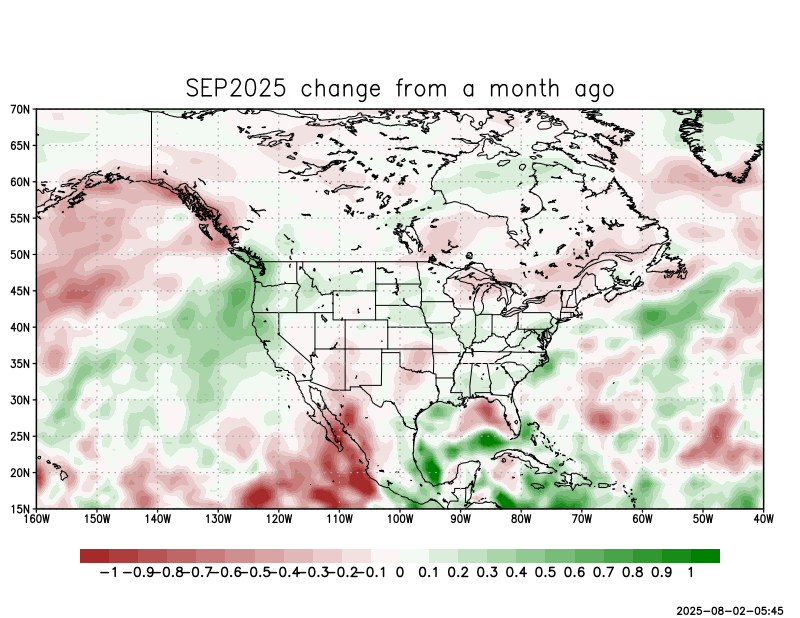 SEP2025 change from a month ago
70N
65N
60N
55N
50N
45N
40N
35N
30N
25N
20N
15N
160W 150W 140W 130W 120W 110W 100W 90W 80W 70W 60W 50W 40W
-1 -0.9 -0.8 -0.7 -0.6 -0.5 -0.4 -0.3 -0.2 -0.1 0 0.1 0.2 0.3 0.4 0.5 0.6 0.7 0.8 0.9 1
2025-08-02-05:45